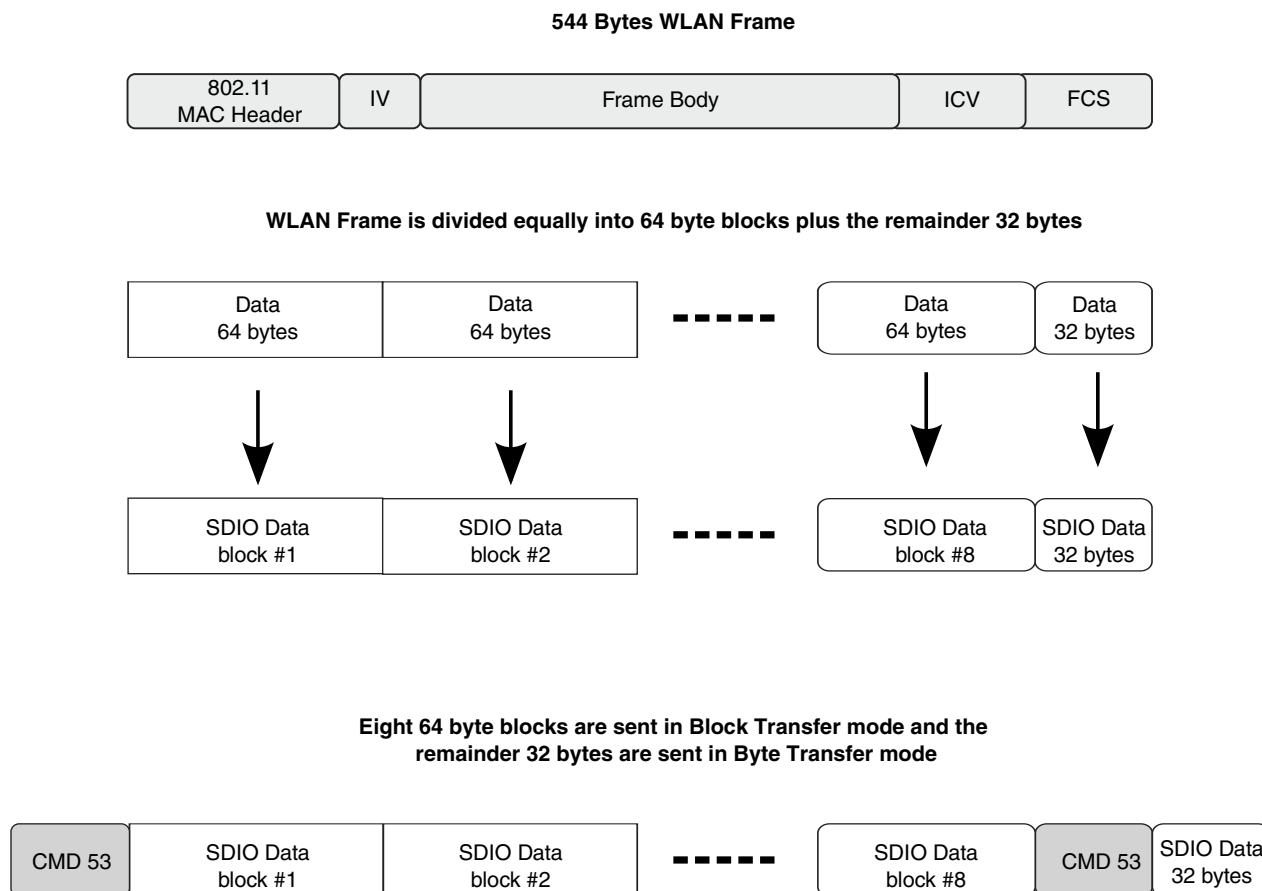 544 Bytes WLAN Frame
802.11
MAC Header
IV
Frame Body
ICV
FCS
WLAN Frame is divided equally into 64 byte blocks plus the remainder 32 bytes
Data
64 bytes
Data
64 bytes
Data
64 bytes
Data
32 bytes
SDIO Data
block #1
SDIO Data
block #2
SDIO Data
block #8
SDIO Data
32 bytes
Eight 64 byte blocks are sent in Block Transfer mode and the
remainder 32 bytes are sent in Byte Transfer mode
CMD 53
SDIO Data
block #1
SDIO Data
block #2
SDIO Data
block #8
CMD 53
SDIO Data
32 bytes